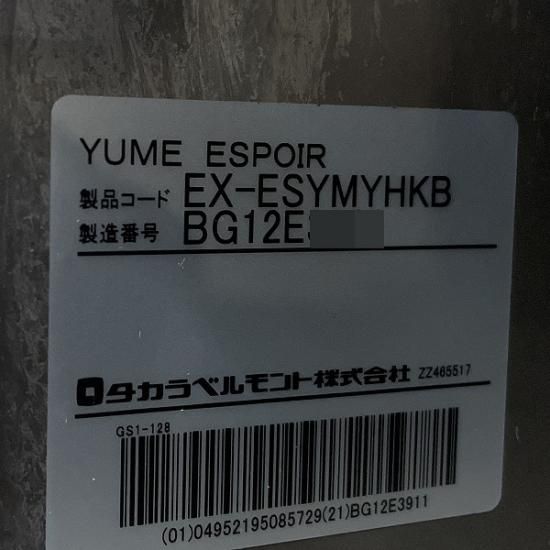 YUME ESPOIR
製品コード EX-ESYMYHKB
製造番号 BG12E3
タカラベルモント株式会社 ZZ465517
GS1-128
(01)04952195085729(21)BG12E3911